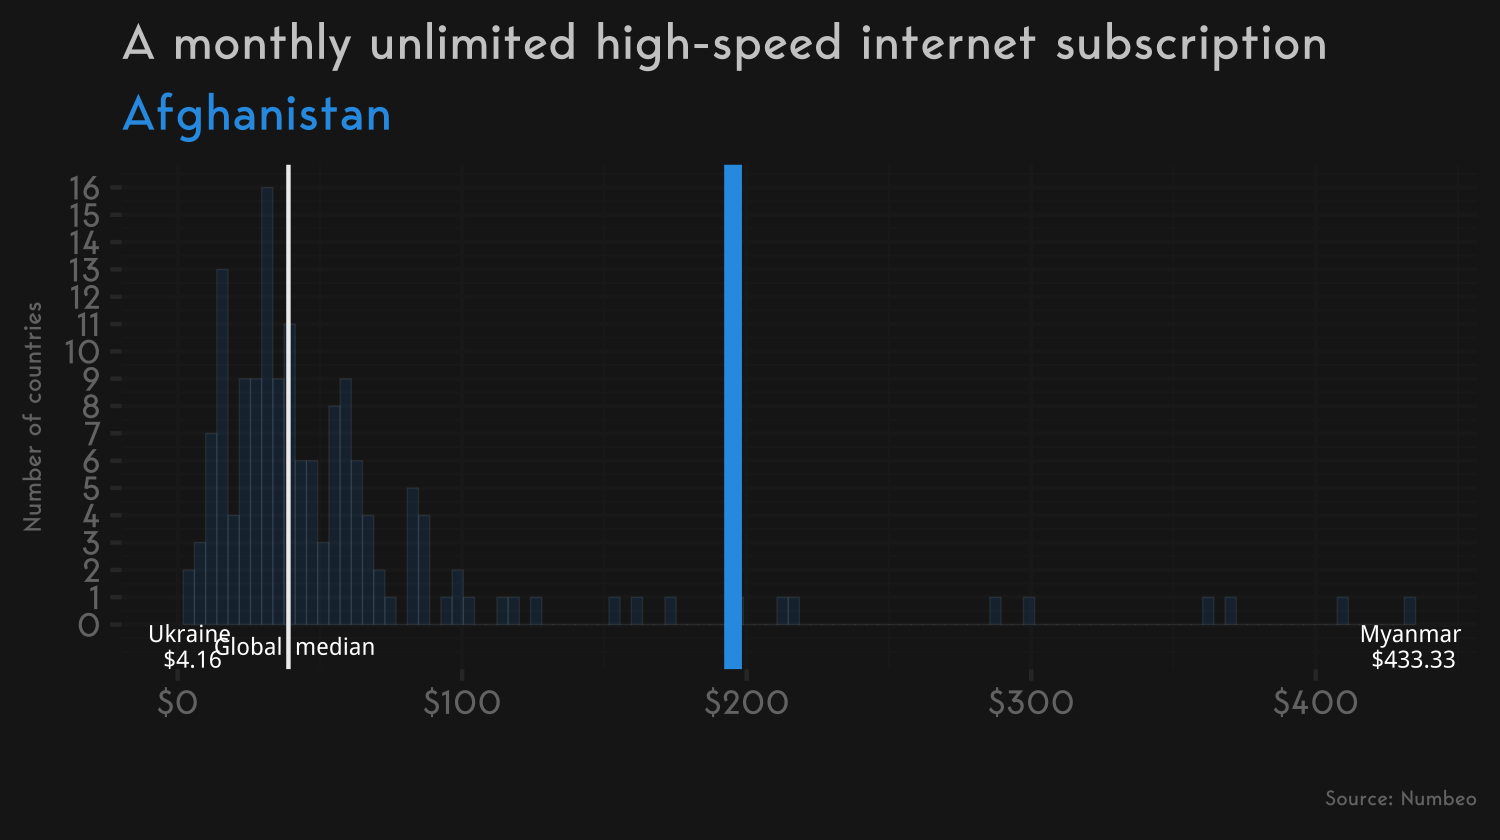 A monthly unlimited high-speed internet subscription
Afghanistan
Number of countries
16
15
14
13
12
11
10
9
8
7
6
5
4
3
2
1
0
Ukraine
$4.16
Global median
Myanmar
$433.33
$0 $100 $200 $300 $400
Source: Numbeo